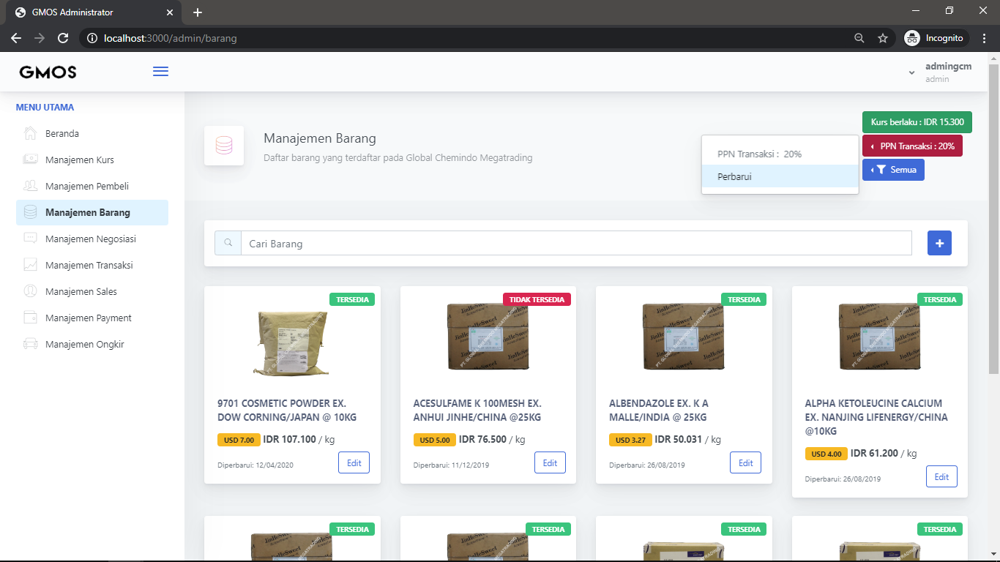 GMOS Administrator
localhost:3000/admin/barang
Incognito
GMOS
admingcm
admin
MENU UTAMA
Beranda
Manajemen Kurs
Manajemen Pembeli
Manajemen Barang
Manajemen Negosiasi
Manajemen Transaksi
Manajemen Sales
Manajemen Payment
Manajemen Ongkir
Manajemen Barang
Daftar barang yang terdaftar pada Global Chemindo Megatrading
Kurs berlaku : IDR 15.300
PPN Transaksi : 20%
Semua
PPN Transaksi : 20%
Perbarui
Cari Barang
TERSEDIA
9701 COSMETIC POWDER EX.
DOW CORNING/JAPAN @ 10KG
USD 7.00 IDR 107.100 / kg
Diperbarui: 12/04/2020
Edit
TIDAK TERSEDIA
JinHeSweet
ACESULFAME K 100MESH EX.
ANHUI JINHE/CHINA @25KG
USD 5.00 IDR 76.500 / kg
Diperbarui: 11/12/2019
Edit
TERSEDIA
JinHeSweet
ALBENDAZOLE EX. K A
MALLE/INDIA @ 25KG
USD 3.27 IDR 50.031 / kg
Diperbarui: 26/08/2019
Edit
TERSEDIA
JinHeSweet
ALPHA KETOLEUCINE CALCIUM
EX. NANJING LIFENERGY/CHINA
@10KG
USD 4.00 IDR 61.200 / kg
Diperbarui: 26/08/2019
Edit
TERSEDIA
JinHeSweet
TERSEDIA
JinHeSweet
TERSEDIA
TERSEDIA